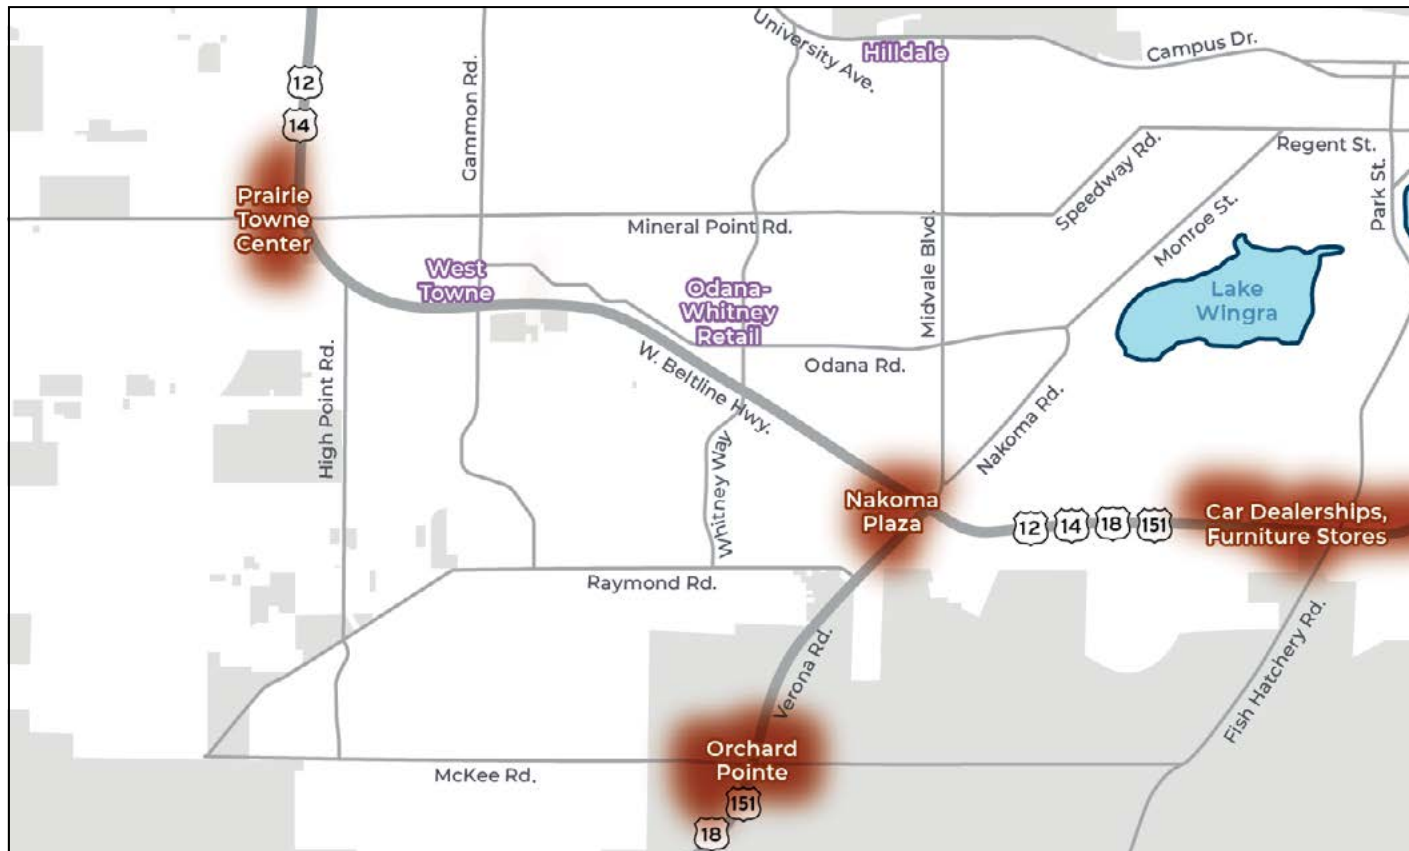 University Ave.
Hilldale
Campus Dr.
12
14
Gammon Rd.
Speedway Rd.
Regent St.
Park St.
Prairie
Towne
Center
Mineral Point Rd.
Midvale Blvd.
Monroe St.
West
Towne
Odana-
Whitney
Retail
Lake
Wingra
W. Beltline Hwy.
Odana Rd.
High Point Rd.
Whitney Way
Nakoma Rd.
Nakoma
Plaza
12
14
18
151
Car Dealerships,
Furniture Stores
Raymond Rd.
Verona Rd.
Fish Hatchery Rd.
Orchard
Pointe
McKee Rd.
151
18